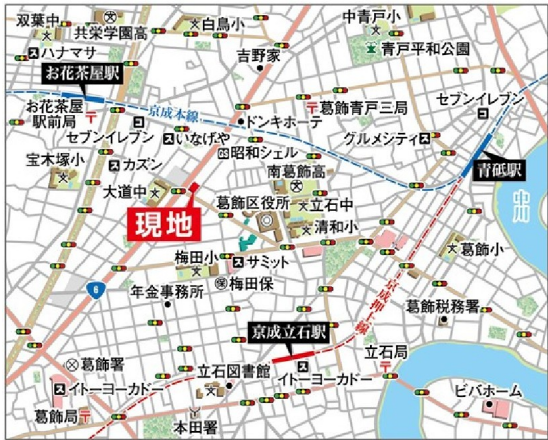 双葉中
共栄学園高
白鳥小
中青戸小
ハナマサ
吉野家
青戸平和公園
お花茶屋駅
お花茶屋
駅前局
京成本線
ドンキホーテ
葛飾青戸三局
セブンイレブン
セブンイレブン
いなげや
グルメシティ
宝木塚小
カズン
昭和シェル
青砥駅
大道中
南葛飾高
中川
現地
葛飾区役所
立石中
清和小
梅田小
サミット
葛飾小
6
年金事務所
梅田保
京成押上線
葛飾税務署
京成立石駅
葛飾署
立石図書館
立石局
イトーヨーカドー
イトーヨーカドー
ビバホーム
葛飾局
本田署